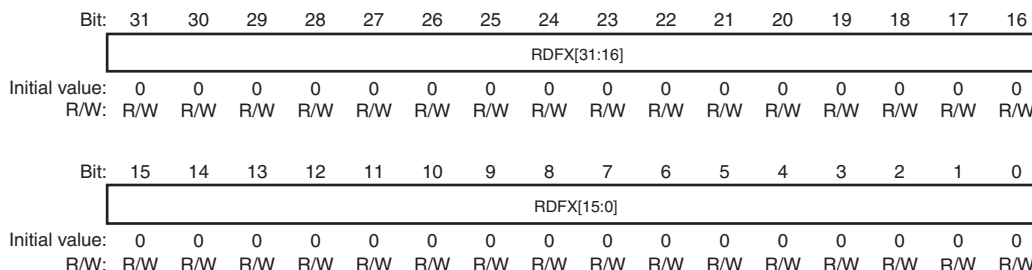 Bit: 31 30 29 28 27 26 25 24 23 22 21 20 19 18 17 16
RDFX[31:16]
Initial value: 0 0 0 0 0 0 0 0 0 0 0 0 0 0 0 0
R/W: R/W R/W R/W R/W R/W R/W R/W R/W R/W R/W R/W R/W R/W R/W R/W R/W
Bit: 15 14 13 12 11 10 9 8 7 6 5 4 3 2 1 0
RDFX[15:0]
Initial value: 0 0 0 0 0 0 0 0 0 0 0 0 0 0 0 0
R/W: R/W R/W R/W R/W R/W R/W R/W R/W R/W R/W R/W R/W R/W R/W R/W R/W